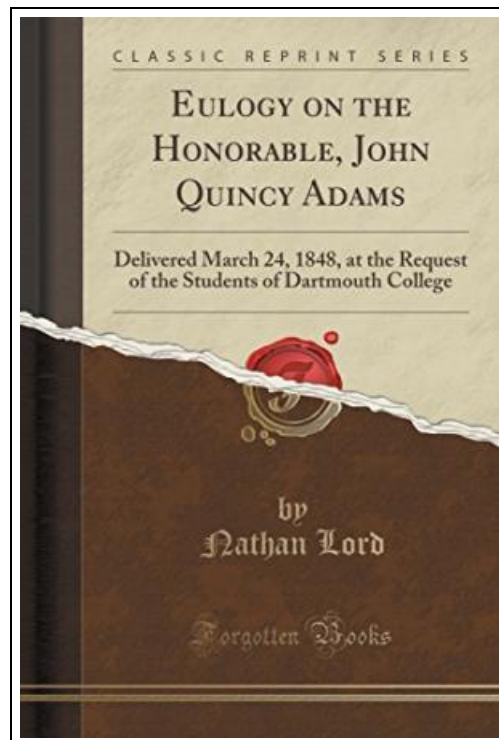 CLASSIC REPRINT SERIES
EULOGY ON THE
HONORABLE, JOHN
QUINCY ADAMS
Delivered March 24, 1848, at the Request
of the Students of Dartmouth College
F
by
Nathan Lord
Forgotten Books